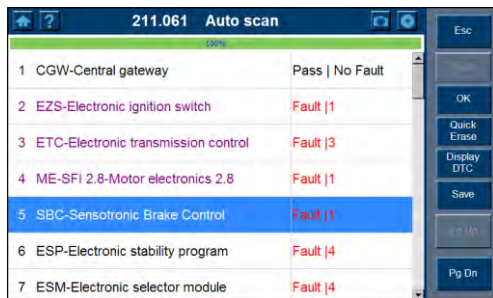 211.061 Auto scan
100%
1 CGW-Central gateway Pass | No Fault
2 EZS-Electronic ignition switch Fault |1
3 ETC-Electronic transmission control Fault |3
4 ME-SFI 2.8-Motor electronics 2.8 Fault |1
5 SBC-Sensotronic Brake Control Fault |1
6 ESP-Electronic stability program Fault |4
7 ESM-Electronic selector module Fault |4
Esc
OK
Quick
Erase
Display
DTC
Save
Pg Up
Pg Dn